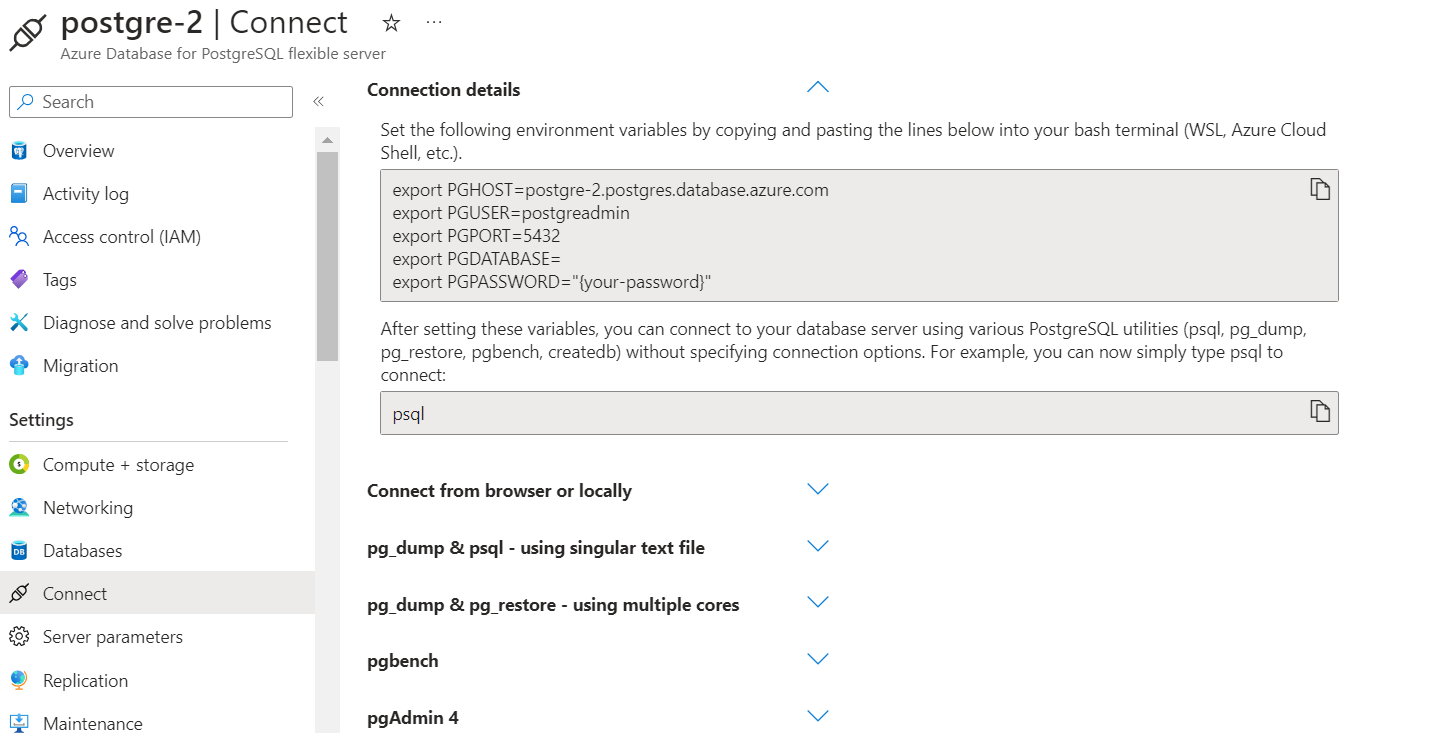 postgre-2 | Connect
Azure Database for PostgreSQL flexible server
Search
Overview
Activity log
Access control (IAM)
Tags
Diagnose and solve problems
Migration
Settings
Compute + storage
Networking
Databases
Connect
Server parameters
Replication
Maintenance
Connection details
Set the following environment variables by copying and pasting the lines below into your bash terminal (WSL, Azure Cloud
Shell, etc.).
export PGHOST=postgre-2.postgres.database.azure.com
export PGUSER=postgreadmin
export PGPORT=5432
export PGDATABASE=
export PGPASSWORD="{your-password}"
After setting these variables, you can connect to your database server using various PostgreSQL utilities (psql, pg_dump,
pg_restore, pgbench, createdb) without specifying connection options. For example, you can now simply type psql to
connect:
psql
Connect from browser or locally
pg_dump & psql - using singular text file
pg_dump & pg_restore - using multiple cores
pgbench
pgAdmin 4